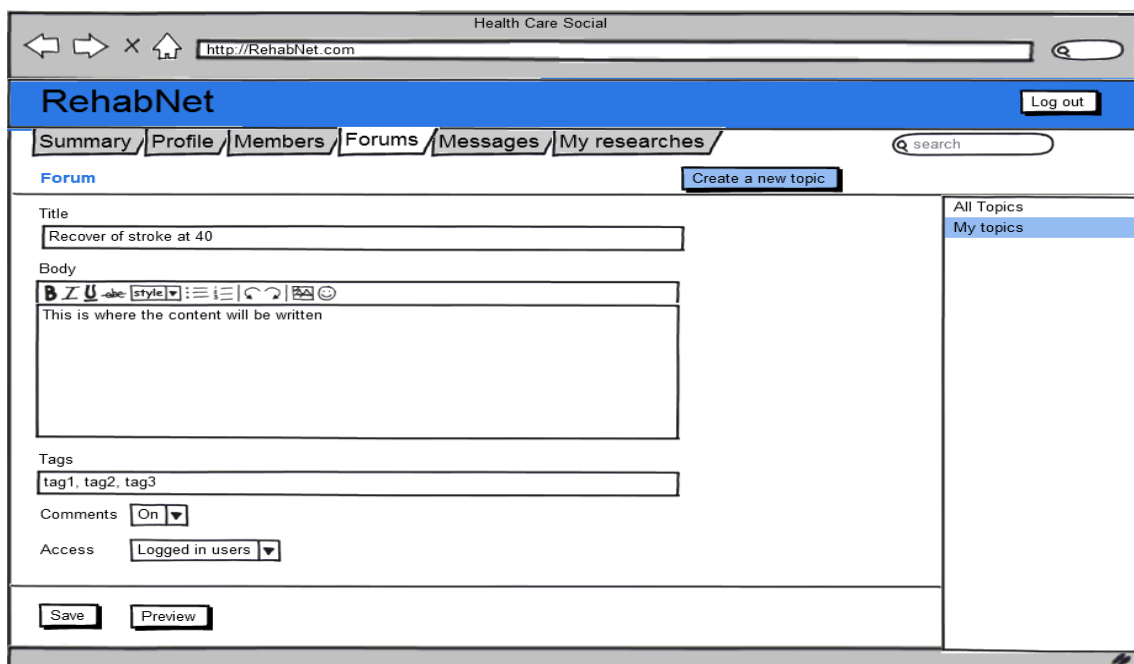 Health Care Social
http://RehabNet.com
RehabNet
Log out
Summary Profile Members Forums Messages My researches
search
Forum
Create a new topic
All Topics
My topics
Title
Recover of stroke at 40
Body
B I U abc style
This is where the content will be written
Tags
tag1, tag2, tag3
Comments On
Access Logged in users
Save Preview